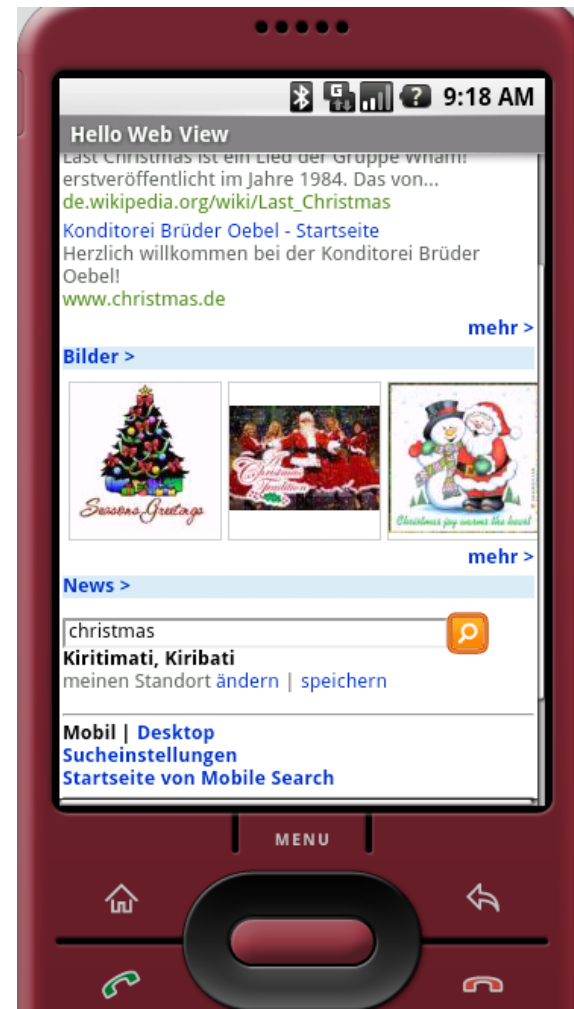 9:18 AM
Hello Web View
Last Christmas ist ein Lied der Gruppe Wham!
erstveröffentlicht im Jahre 1984. Das von...
de.wikipedia.org/wiki/Last_Christmas
Konditorei Brüder Oebel - Startseite
Herzlich willkommen bei der Konditorei Brüder
Oebel!
www.christmas.de
mehr >
Bilder >
Seasons Greetings
A
Christmas
Tradition
Christmas joy warms the heart
mehr >
News >
christmas
Kiritimati, Kiribati
meinen Standort ändern | speichern
Mobil | Desktop
Sucheinstellungen
Startseite von Mobile Search
MENU